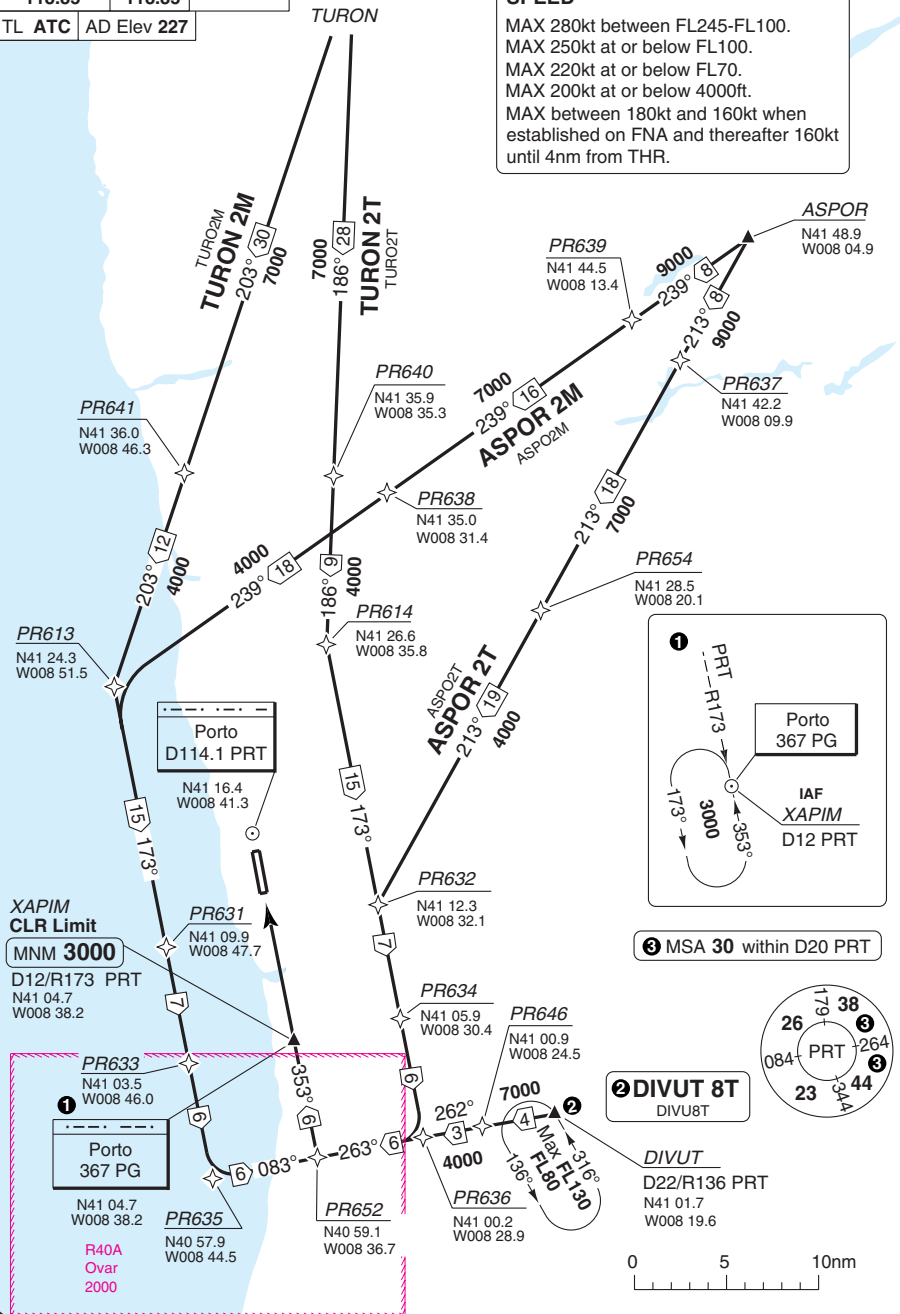 TL ATC AD Elev 227
TURON
MAX 280kt between FL245-FL100.
MAX 250kt at or below FL100.
MAX 220kt at or below FL70.
MAX 200kt at or below 4000ft.
MAX between 180kt and 160kt when
established on FNA and thereafter 160kt
until 4nm from THR.
TURO2M
TURON 2M
203° 30
7000
7000
186° 28
TURON 2T
TURO2T
ASPOR
N41 48.9
W008 04.9
PR639
N41 44.5
W008 13.4
9000
239° 8
213° 8
9000
PR637
N41 42.2
W008 09.9
PR640
N41 35.9
W008 35.3
7000
239° 16
ASPOR 2M
ASPO2M
PR641
N41 36.0
W008 46.3
PR638
N41 35.0
W008 31.4
213° 18
7000
203° 12
4000
4000
239° 18
186° 9
4000
PR654
N41 28.5
W008 20.1
PR614
N41 26.6
W008 35.8
PR613
N41 24.3
W008 51.5
ASPO2T
ASPOR 2T
213° 19
4000
Porto
D114.1 PRT
N41 16.4
W008 41.3
1
PRT
R173
Porto
367 PG
IAF
XAPIM
D12 PRT
173°
3000
353°
15 173°
15 173°
PR632
N41 12.3
W008 32.1
XAPIM
CLR Limit
MNM 3000
D12/R173 PRT
N41 04.7
W008 38.2
PR631
N41 09.9
W008 47.7
7
7
3 MSA 30 within D20 PRT
PR634
N41 05.9
W008 30.4
PR646
N41 00.9
W008 24.5
179
38
26
3
264
084
PRT
3
23
44
344
PR633
N41 03.5
W008 46.0
353° 6
6
6
7000
262°
2
2 DIVUT 8T
DIVU8T
1
Porto
367 PG
N41 04.7
W008 38.2
6 083°
263° 6
3
4
4000
Max FL130
FL80
136°
316°
DIVUT
D22/R136 PRT
N41 01.7
W008 19.6
PR635
N40 57.9
W008 44.5
PR652
N40 59.1
W008 36.7
PR636
N41 00.2
W008 28.9
R40A
Ovar
2000
0 5 10nm